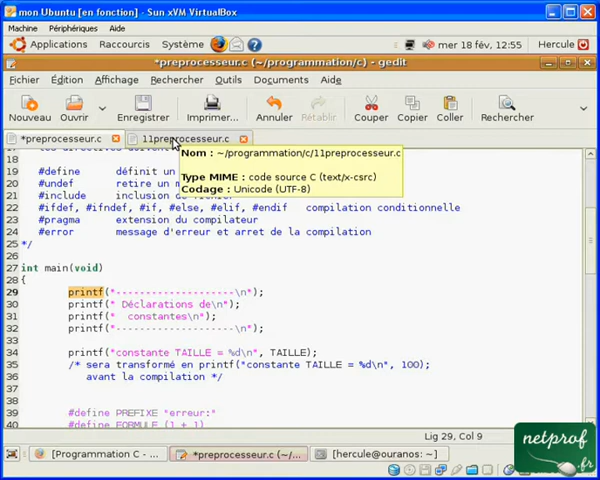 mon Ubuntu [en fonction] - Sun xVM VirtualBox
Machine Périphériques Aide
Applications Raccourcis Système mer 18 fév, 12:55 Hercule
*preprocesseur.c (~/programmation/c) - gedit
Fichier Édition Affichage Rechercher Outils Documents Aide
Nouveau Ouvrir Enregistrer Imprimer... Annuler Rétablir Couper Copier Coller Rechercher
*preprocesseur.c 11preprocesseur.c
Nom : ~/programmation/c/11preprocesseur.c
Type MIME : code source C (text/x-csrc)
Codage : Unicode (UTF-8)
17
18
19 #define définit un
20 #undef retire un m
21 #include inclusion de fichier
22 #ifdef, #ifndef, #if, #else, #elif, #endif compilation conditionnelle
23 #pragma extension du compilateur
24 #error message d'erreur et arret de la compilation
25 */
26
27 int main(void)
28 {
29 printf("--------------------\n");
30 printf(" Déclarations de\n");
31 printf(" constantes\n");
32 printf("--------------------\n");
33
34 printf("constante TAILLE = %d\n", TAILLE);
35 /* sera transformé en printf("constante TAILLE = %d\n", 100);
36 avant la compilation */
37
38
39 #define PREFIXE "erreur:"
40 #define FORMULE (1 + 1)
Lig 29, Col 9
[Programmation C - ... *preprocesseur.c (~/... [hercule@ouranos: ~]
netprof
.fr